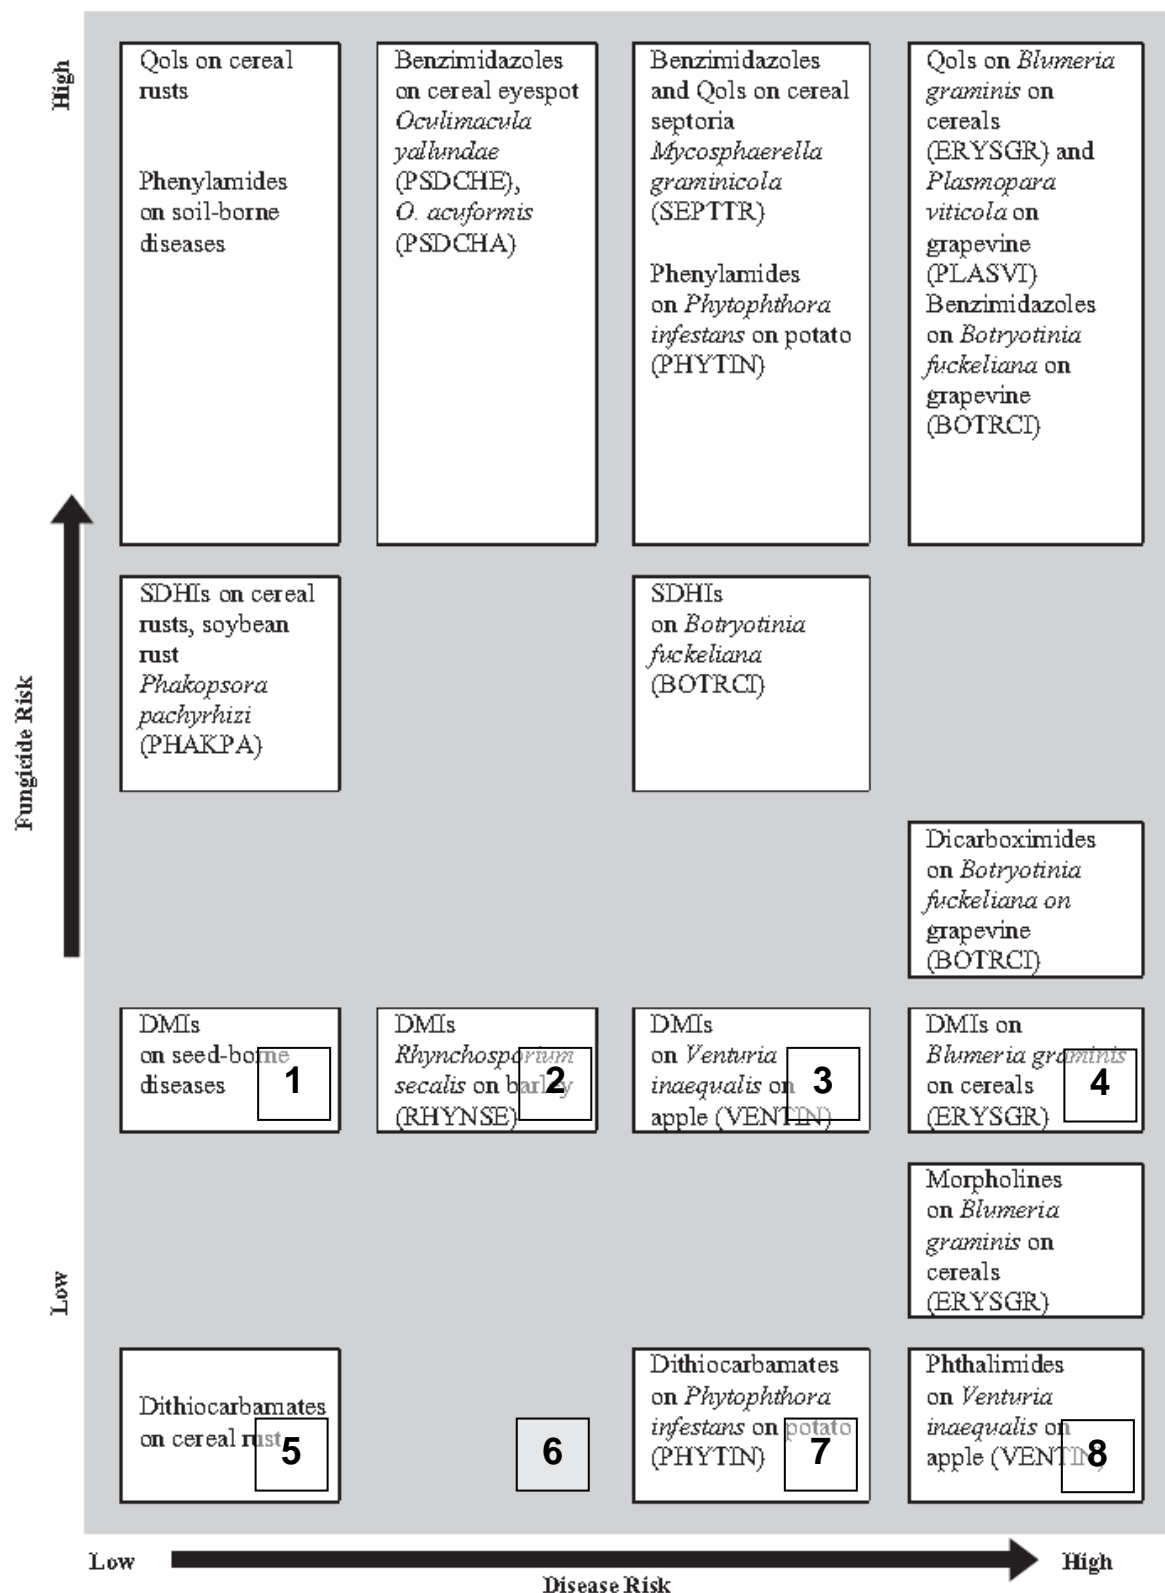 High
Qols on cereal
rusts
Phenylamides
on soil-borne
diseases
Benzimidazoles
on cereal eyespot
Oculimacula
yallundae
(PSDCHE),
O. acuformis
(PSDCHA)
Benzimidazoles
and Qols on cereal
septoria
Mycosphaerella
graminicola
(SEPTTR)
Phenylamides
on Phytophthora
infestans on potato
(PHYTIN)
Qols on Blumeria
graminis on
cereals
(ERYSGR) and
Plasmopara
viticola on
grapevine
(PLASVI)
Benzimidazoles
on Botryotinia
fuckeliana on
grapevine
(BOTRCI)
Fungicide Risk
SDHIs on cereal
rusts, soybean
rust
Phakopsora
pachyrhizi
(PHAKPA)
SDHIs
on Botryotinia
fuckeliana
(BOTRCI)
Dicarboximides
on Botryotinia
fuckeliana on
grapevine
(BOTRCI)
DMIs
on seed-borne
diseases
1
DMIs
Rhynchosporium
secalis on barley
(RHYNSE)
2
DMIs
on Venturia
inaequalis on
apple (VENTIN)
3
DMIs on
Blumeria graminis
on cereals
(ERYSGR)
4
Morpholines
on Blumeria
graminis on
cereals
(ERYSGR)
Low
Dithiocarbamates
on cereal rust
5
6
Dithiocarbamates
on Phytophthora
infestans on potato
(PHYTIN)
7
Phthalimides
on Venturia
inaequalis on
apple (VENTIN)
8
Low
High
Disease Risk